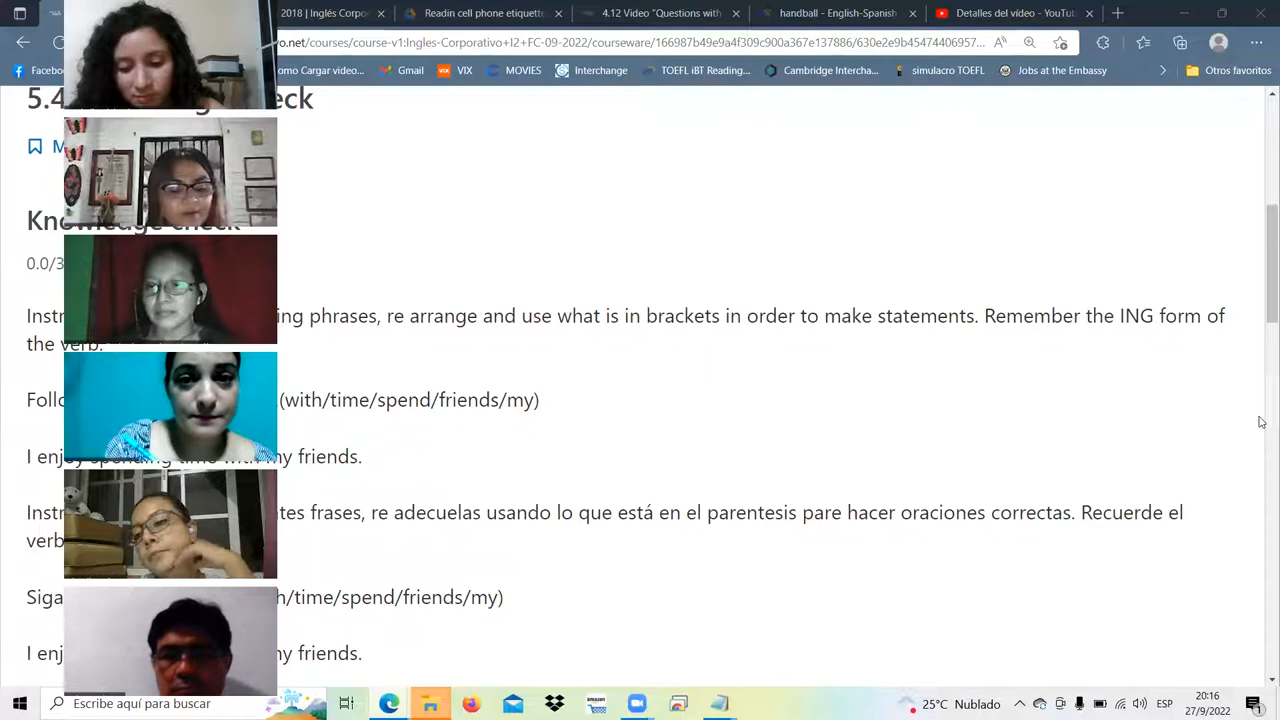 2018 | Inglés Corpor
Readin cell phone etiquette
4.12 Video "Questions with
handball - English-Spanish
Detalles del video - YouTu
o.net/courses/course-v1:Ingles-Corporativo+I2+FC-09-2022/courseware/166987b49e9a4f309c900a367e137886/630e2e9b45474406957...
Facebo
omo Cargar video...
Gmail
VIX
MOVIES
Interchange
TOEFL iBT Reading...
Cambridge Intercha...
simulacro TOEFL
Jobs at the Embassy
Otros favoritos
5.4
eck
M
Knowledge check
0.0/3
Instr
ing phrases, re arrange and use what is in brackets in order to make statements. Remember the ING form of
the verb.
Follo
(with/time/spend/friends/my)
I enjoy spending time with my friends.
Instr
tes frases, re adecuelas usando lo que está en el parentesis pare hacer oraciones correctas. Recuerde el
verb
Siga
h/time/spend/friends/my)
I enj
my friends.
Escribe aquí para buscar
25°C Nublado
ESP
20:16
27/9/2022